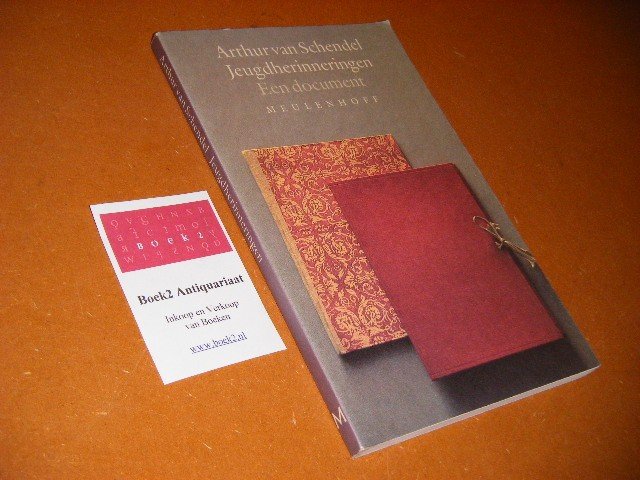 Arthur van Schendel
Jeugdherinneringen
Een document
MEULENHOFF
Arthur van Schendel Jeugdherinneringen
M
BOEK2
Boek2 Antiquariaat
Inkoop en Verkoop
van Boeken
www.boek2.nl